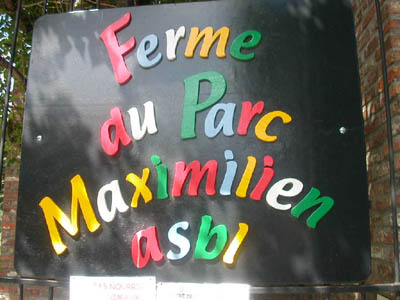 Ferme
du Parc
Maximilien
asbl